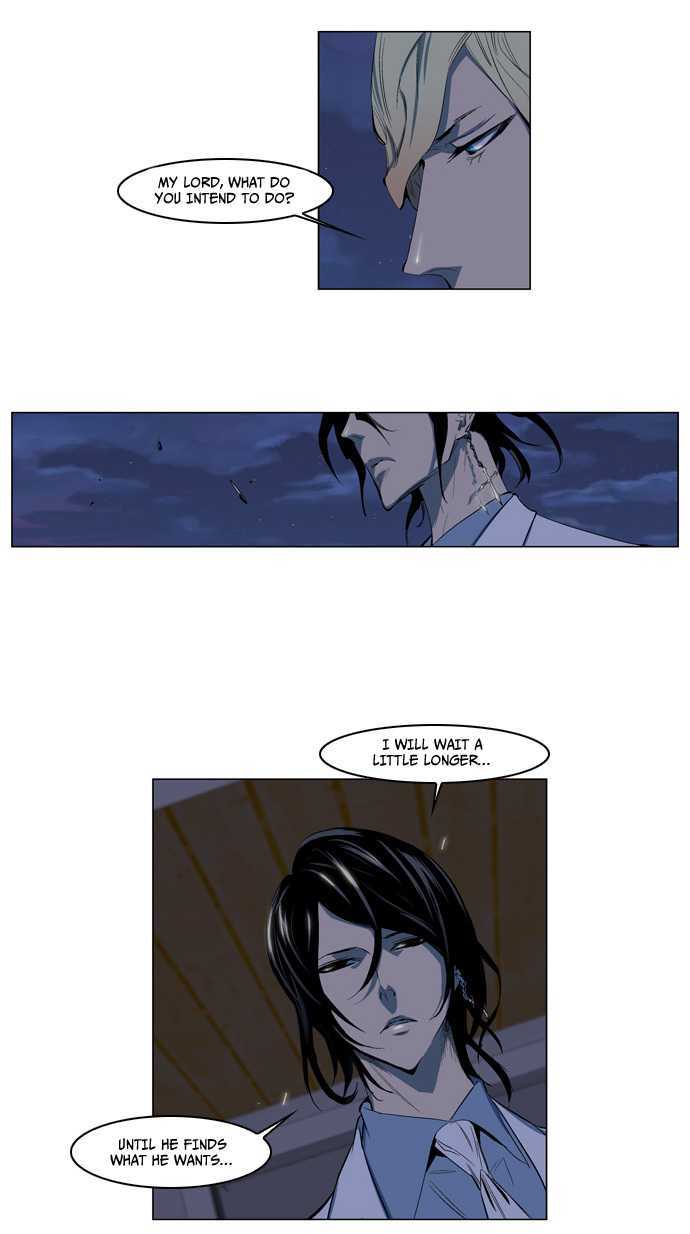 MY LORD, WHAT DO
YOU INTEND TO DO?
I WILL WAIT A
LITTLE LONGER...
UNTIL HE FINDS
WHAT HE WANTS...